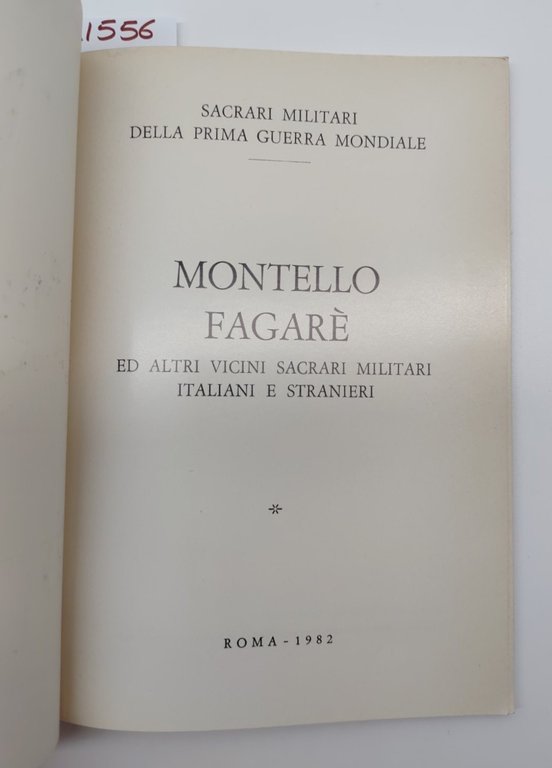 1556
SACRARI MILITARI
DELLA PRIMA GUERRA MONDIALE
MONTELLO
FAGARÈ
ED ALTRI VICINI SACRARI MILITARI
ITALIANI E STRANIERI
ROMA - 1982